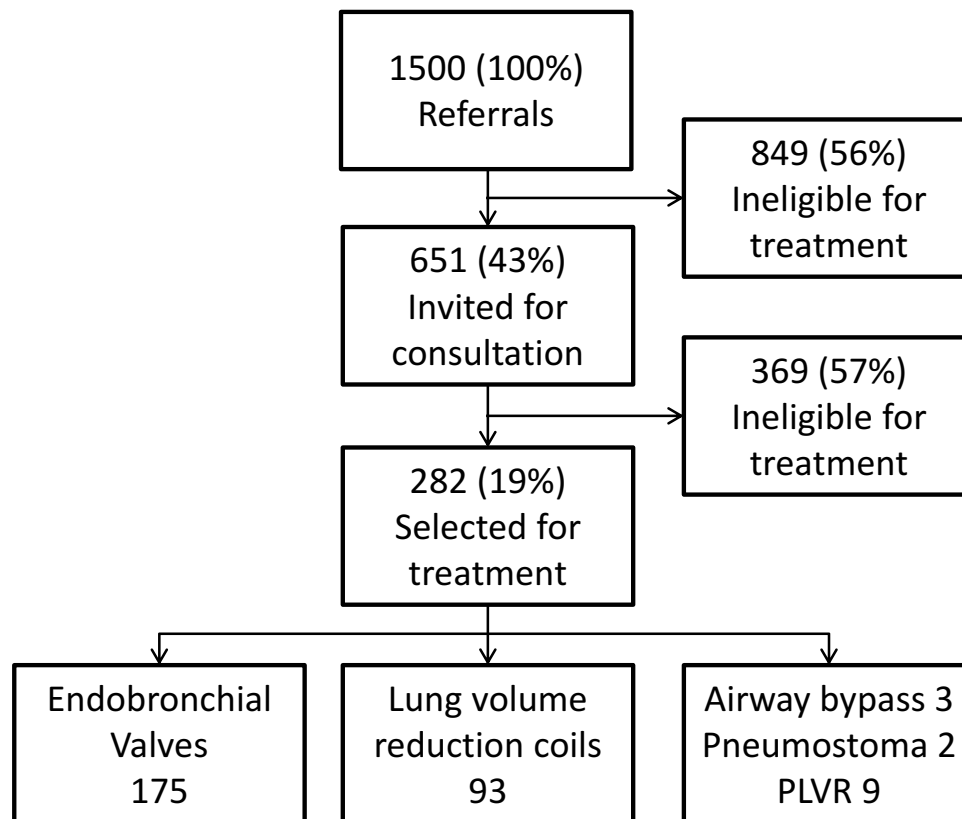 1500 (100%)
Referrals
849 (56%)
Ineligible for
treatment
651 (43%)
Invited for
consultation
369 (57%)
Ineligible for
treatment
282 (19%)
Selected for
treatment
Endobronchial
Valves
175
Lung volume
reduction coils
93
Airway bypass 3
Pneumostoma 2
PLVR 9